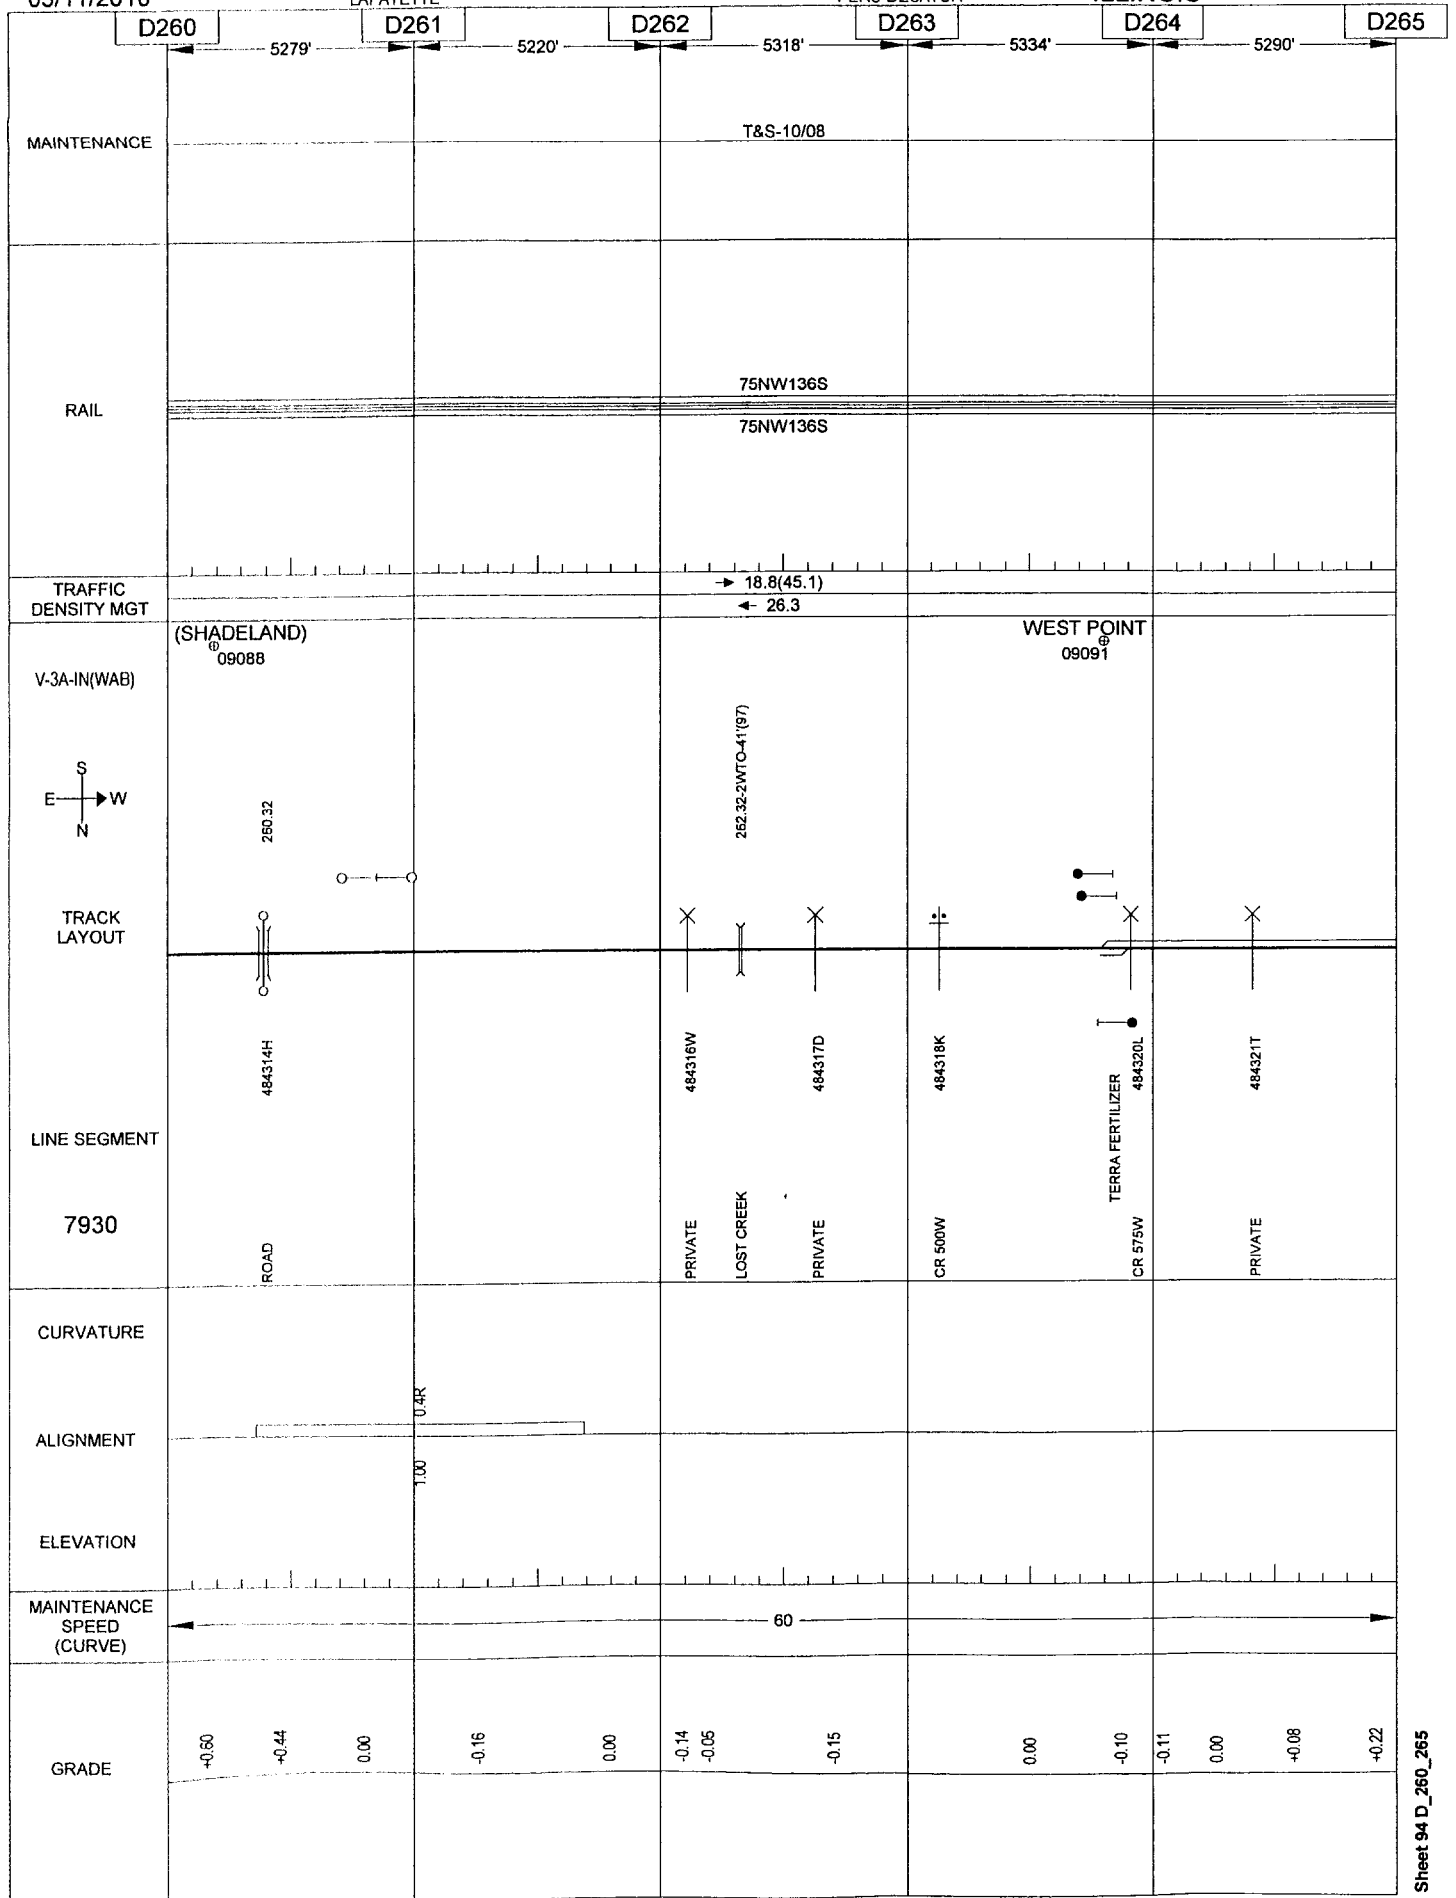 D260 D261 D262 D263 D264 D265
5279' 5220' 5318' 5334' 5290'
MAINTENANCE
T&S-10/08
RAIL
75NW136S
75NW136S
TRAFFIC
DENSITY MGT
18.8(45.1)
26.3
(SHADELAND)
09088
WEST POINT
09091
V-3A-IN(WAB)
S
E W
N
260.32
262.32-2WTO-41'(97)
TRACK
LAYOUT
484314H
484316W
484317D
484318K
484320L
484321T
TERRA FERTILIZER
LINE SEGMENT
7930
ROAD
PRIVATE
LOST CREEK
PRIVATE
CR 500W
CR 575W
PRIVATE
CURVATURE
0.4R
ALIGNMENT
1.00
ELEVATION
MAINTENANCE
SPEED
(CURVE)
60
GRADE
+0.60
+0.44
0.00
-0.16
0.00
-0.14
-0.05
-0.15
0.00
-0.10
-0.11
0.00
+0.08
+0.22
Sheet 94 D_260_265